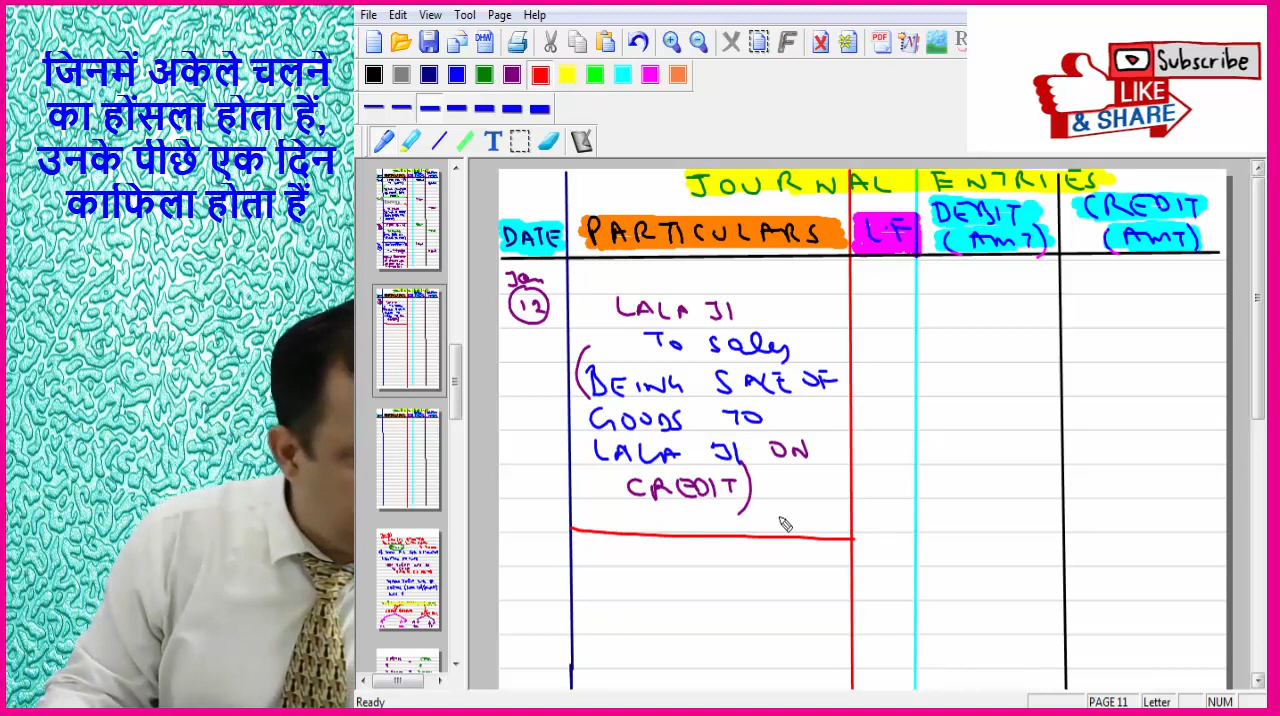 जिनमें अकेले चलने
का होंसला होता हैं,
उनके पीछे एक दिन
काफिला होता हैं
File Edit View Tool Page Help
DHW
PDF
T
Subscribe
LIKE
& SHARE
JOURNAL ENTRIES
DATE PARTICULARS L.F DEBIT (AMT) CREDIT (AMT)
Jan
12
LALA JI
To Sales
(BEING SALE OF
GOODS TO
LALA JI ON
CREDIT)
Ready PAGE 11 Letter NUM